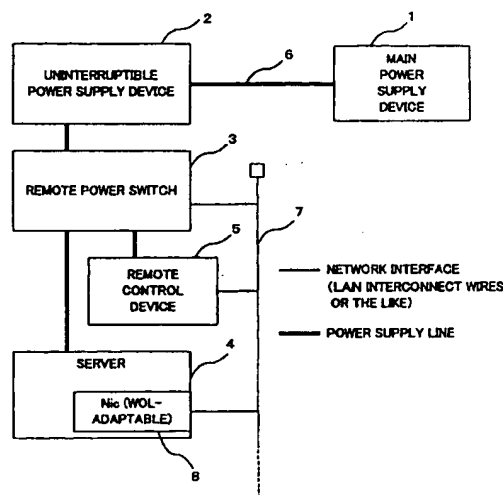 2
UNINTERRUPTIBLE
POWER SUPPLY DEVICE
6
1
MAIN
POWER
SUPPLY
DEVICE
3
REMOTE POWER SWITCH
5
REMOTE
CONTROL
DEVICE
7
NETWORK INTERFACE
(LAN INTERCONNECT WIRES
OR THE LIKE)
POWER SUPPLY LINE
4
SERVER
Nic (WOL-
ADAPTABLE)
8